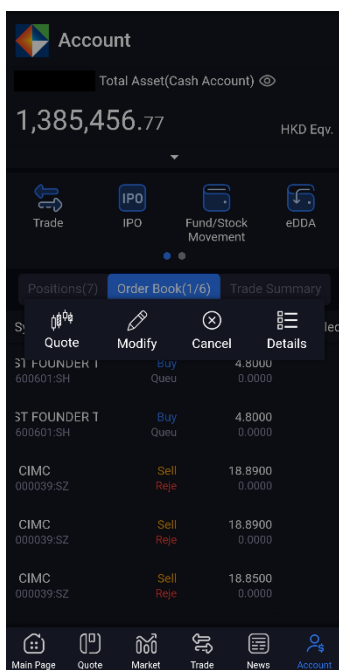 Account
Total Asset(Cash Account)
1,385,456.77
HKD Eqv.
Trade
IPO
IPO
Fund/Stock
Movement
eDDA
Positions(7) Order Book(1/6) Trade Summary
Quote Modify Cancel Details
ST FOUNDER T Buy 4.8000
600601:SH Queu 0.0000
ST FOUNDER T Buy 4.8000
600601:SH Queu 0.0000
CIMC Sell 18.8900
000039:SZ Reje 0.0000
CIMC Sell 18.8900
000039:SZ Reje 0.0000
CIMC Sell 18.8500
000039:SZ Reje 0.0000
Main Page Quote Market Trade News Account